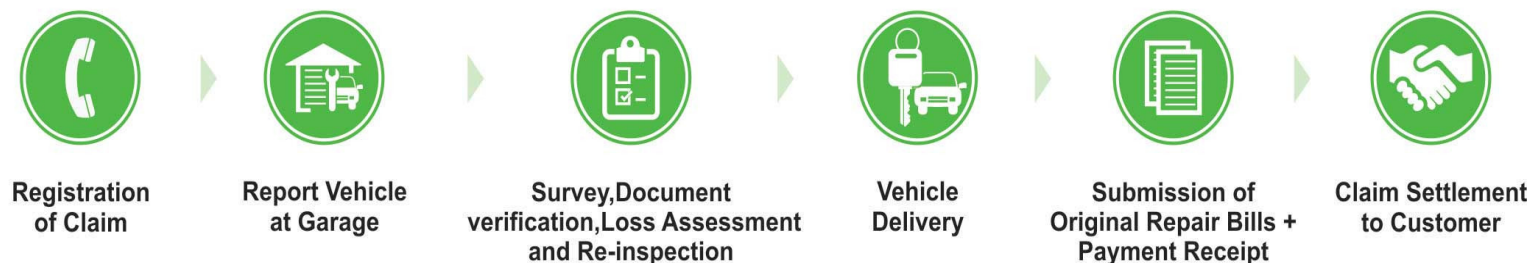 Registration
of Claim
Report Vehicle
at Garage
Survey,Document
verification,Loss Assessment
and Re-inspection
Vehicle
Delivery
Submission of
Original Repair Bills +
Payment Receipt
Claim Settlement
to Customer